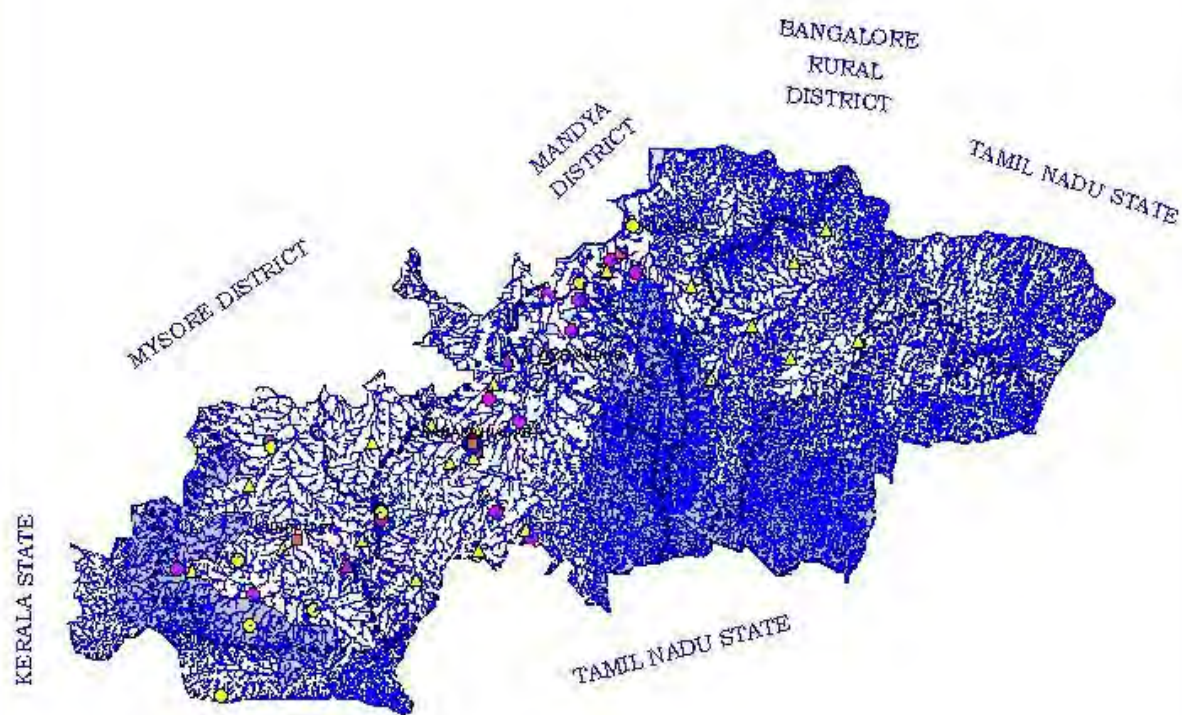 BANGALORE
RURAL
DISTRICT
MANDYA
DISTRICT
TAMIL NADU STATE
MYSORE DISTRICT
KERALA STATE
TAMIL NADU STATE